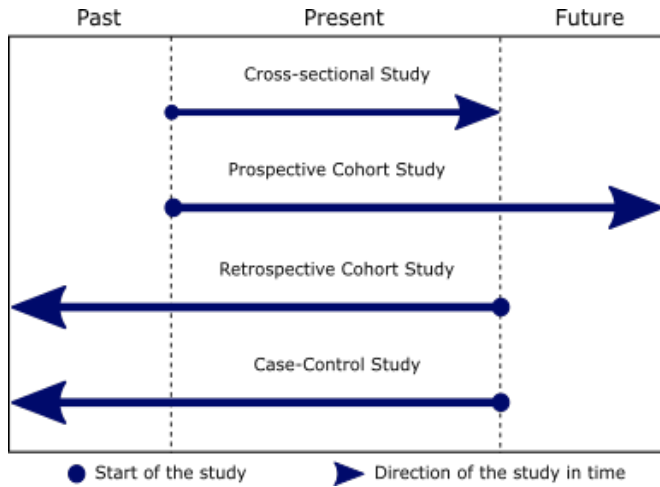 Past Present Future
Cross-sectional Study
Prospective Cohort Study
Retrospective Cohort Study
Case-Control Study
Start of the study Direction of the study in time